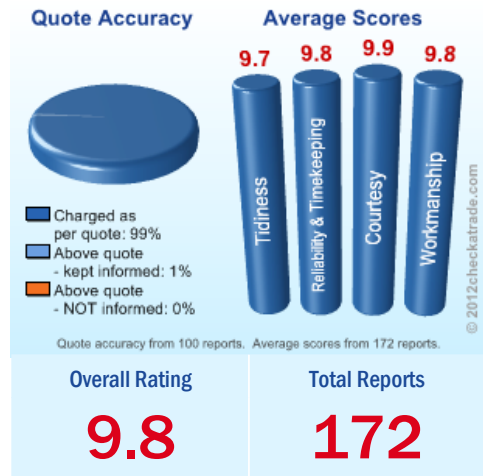 Quote Accuracy
Average Scores
9.7
9.8
9.9
9.8
Tidiness
Reliability & Timekeeping
Courtesy
Workmanship
Charged as
per quote: 99%
Above quote
- kept informed: 1%
Above quote
- NOT informed: 0%
© 2012checkatrade.com
Quote accuracy from 100 reports. Average scores from 172 reports.
Overall Rating
9.8
Total Reports
172